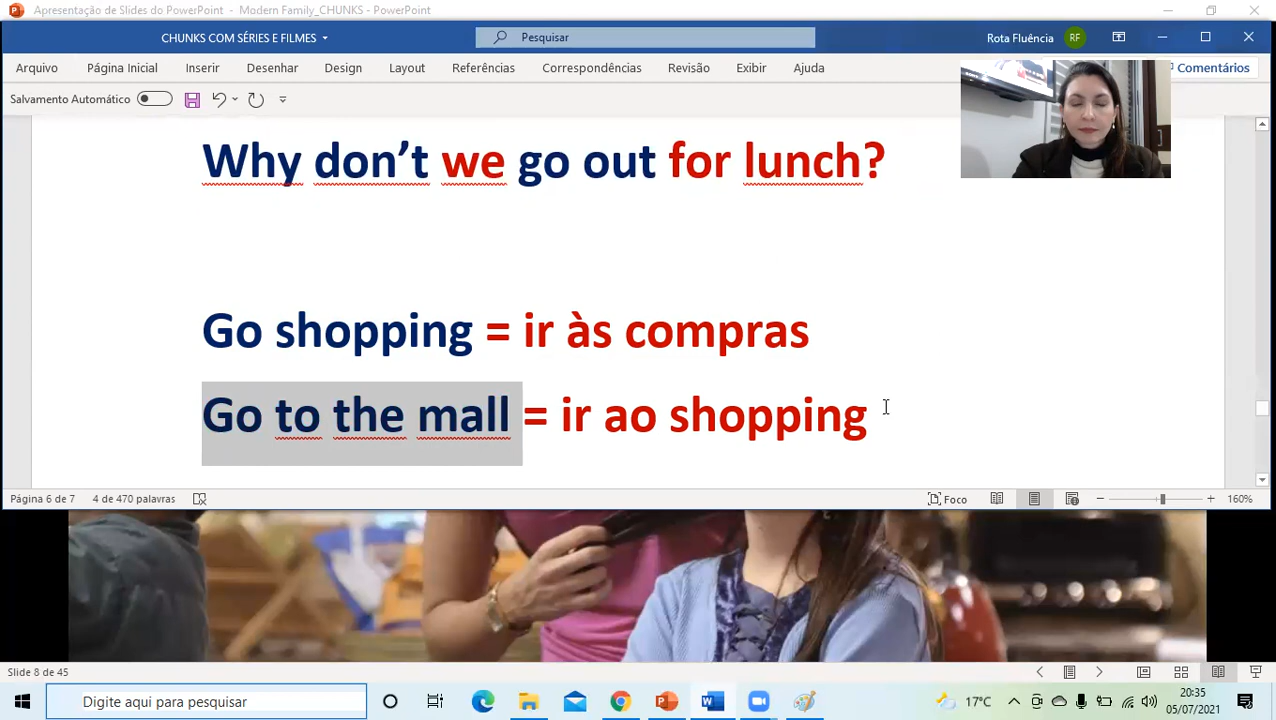 Apresentação de Slides do PowerPoint - Modern Family_CHUNKS - PowerPoint
CHUNKS COM SÉRIES E FILMES
Pesquisar
Rota Fluência RF
Arquivo Página Inicial Inserir Desenhar Design Layout Referências Correspondências Revisão Exibir Ajuda Comentários
Salvamento Automático
Why don’t we go out for lunch?
Go shopping = ir às compras
Go to the mall = ir ao shopping
Página 6 de 7 4 de 470 palavras Foco 160%
Slide 8 de 45
Digite aqui para pesquisar
17°C
20:35
05/07/2021